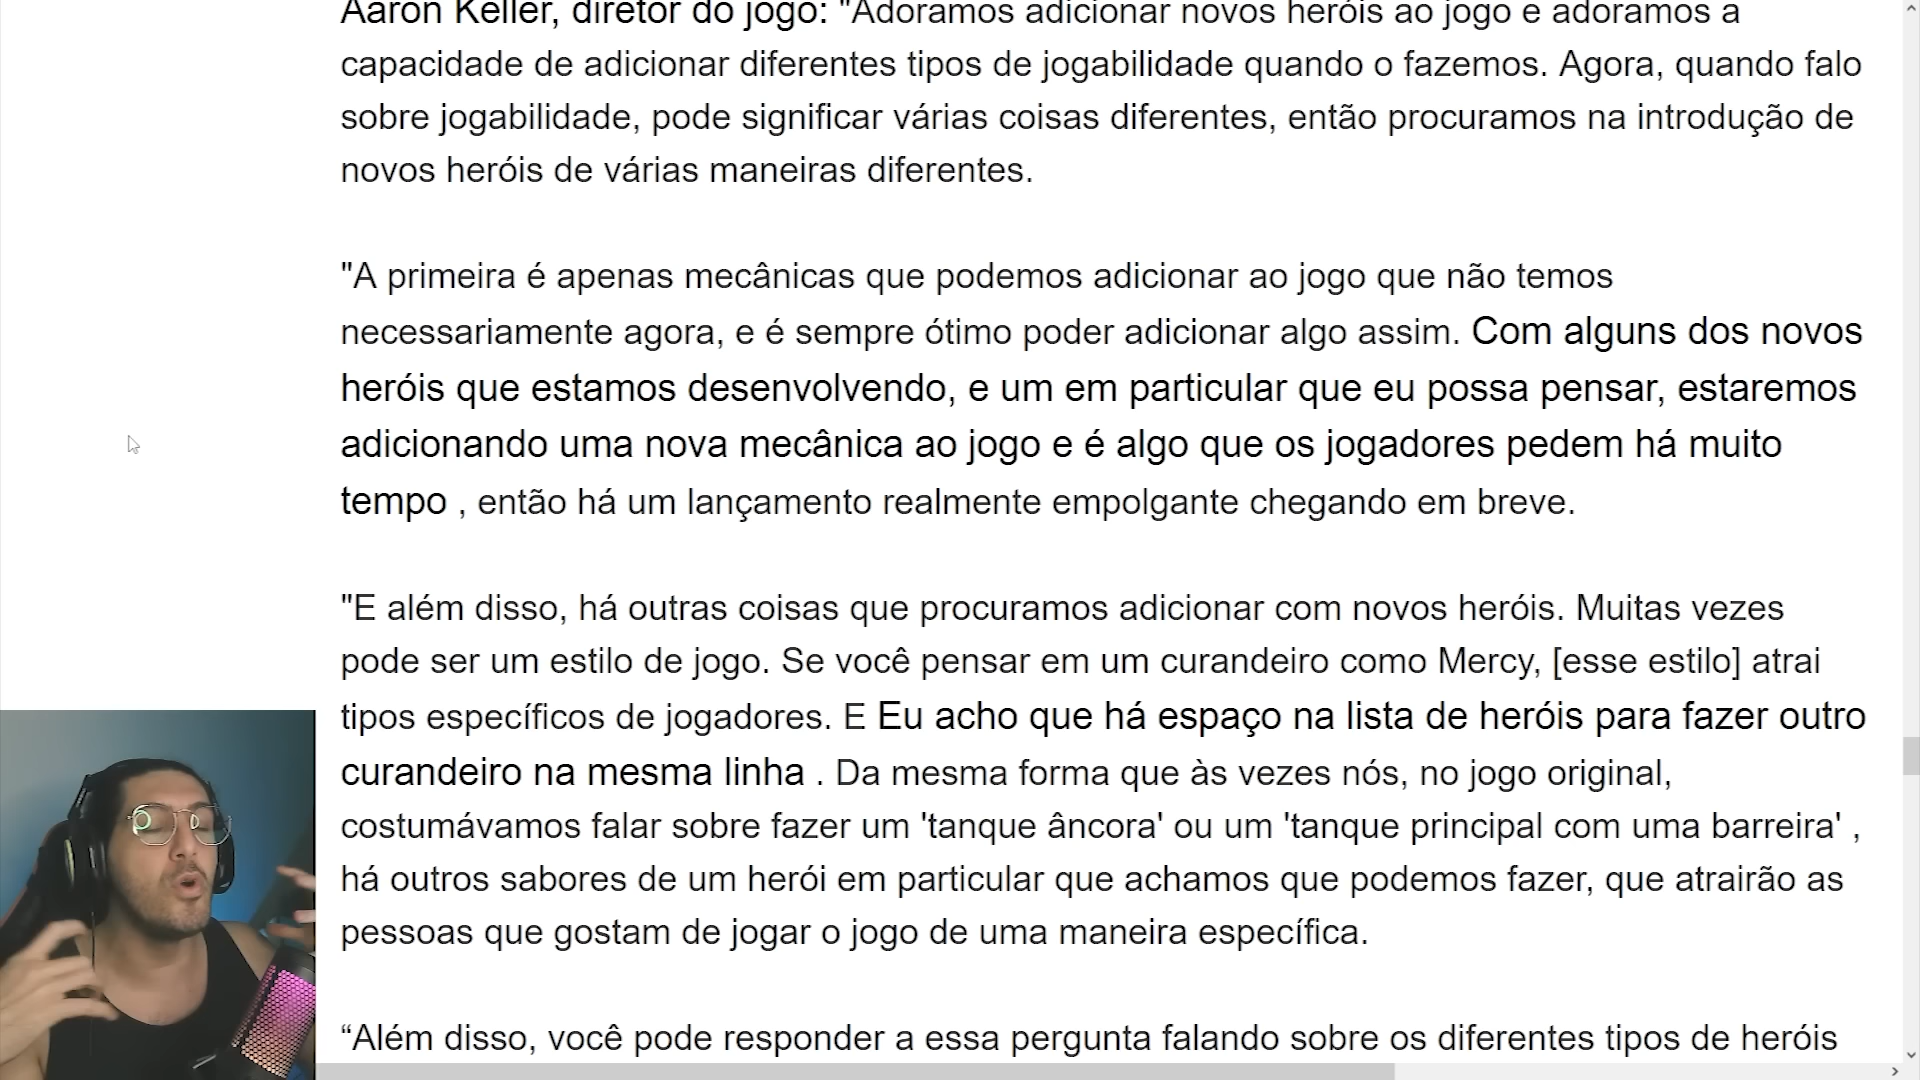 Aaron Keller, diretor do jogo: "Adoramos adicionar novos heróis ao jogo e adoramos a
capacidade de adicionar diferentes tipos de jogabilidade quando o fazemos. Agora, quando falo
sobre jogabilidade, pode significar várias coisas diferentes, então procuramos na introdução de
novos heróis de várias maneiras diferentes.
"A primeira é apenas mecânicas que podemos adicionar ao jogo que não temos
necessariamente agora, e é sempre ótimo poder adicionar algo assim. Com alguns dos novos
heróis que estamos desenvolvendo, e um em particular que eu possa pensar, estaremos
adicionando uma nova mecânica ao jogo e é algo que os jogadores pedem há muito
tempo , então há um lançamento realmente empolgante chegando em breve.
"E além disso, há outras coisas que procuramos adicionar com novos heróis. Muitas vezes
pode ser um estilo de jogo. Se você pensar em um curandeiro como Mercy, [esse estilo] atrai
tipos específicos de jogadores. E Eu acho que há espaço na lista de heróis para fazer outro
curandeiro na mesma linha . Da mesma forma que às vezes nós, no jogo original,
costumávamos falar sobre fazer um 'tanque âncora' ou um 'tanque principal com uma barreira' ,
há outros sabores de um herói em particular que achamos que podemos fazer, que atrairão as
pessoas que gostam de jogar o jogo de uma maneira específica.
“Além disso, você pode responder a essa pergunta falando sobre os diferentes tipos de heróis